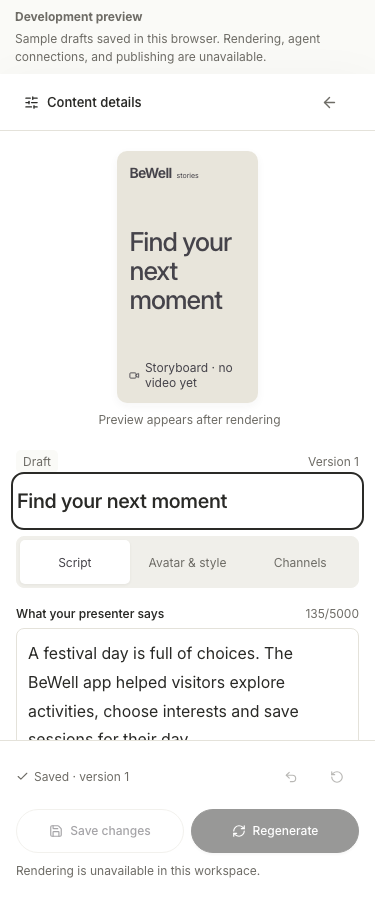 Development preview
Sample drafts saved in this browser. Rendering, agent
connections, and publishing are unavailable.
Content details
BeWell stories
Find your
next
moment
Storyboard · no
video yet
Preview appears after rendering
Draft
Version 1
Find your next moment
Script
Avatar & style
Channels
What your presenter says
135/5000
A festival day is full of choices. The
BeWell app helped visitors explore
activities, choose interests and save
sessions for their day.
Saved · version 1
Save changes
Regenerate
Rendering is unavailable in this workspace.